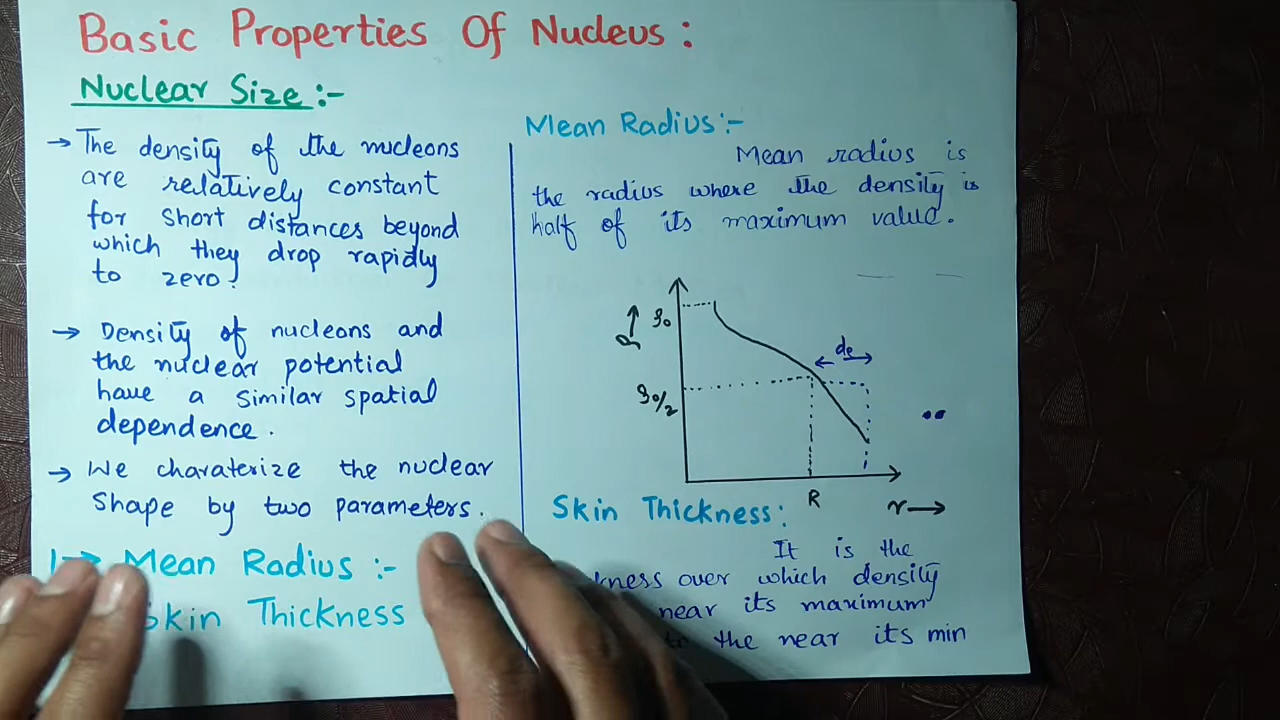 Basic Properties Of Nucleus :
Nuclear Size :-
→ The density of the nucleons
are relatively constant
for short distances beyond
which they drop rapidly
to zero.
→ Density of nucleons and
the nuclear potential
have a similar spatial
dependence.
→ We charaterize the nuclear
Shape by two parameters.
1→ Mean Radius :-
Skin Thickness
Mean Radius :-
Mean radius is
the radius where the density is
half of its maximum value.
ρ₀
de
ρ₀/2
R
r→
Skin Thickness :
It is the
over which density
near its maximum
to the near its min